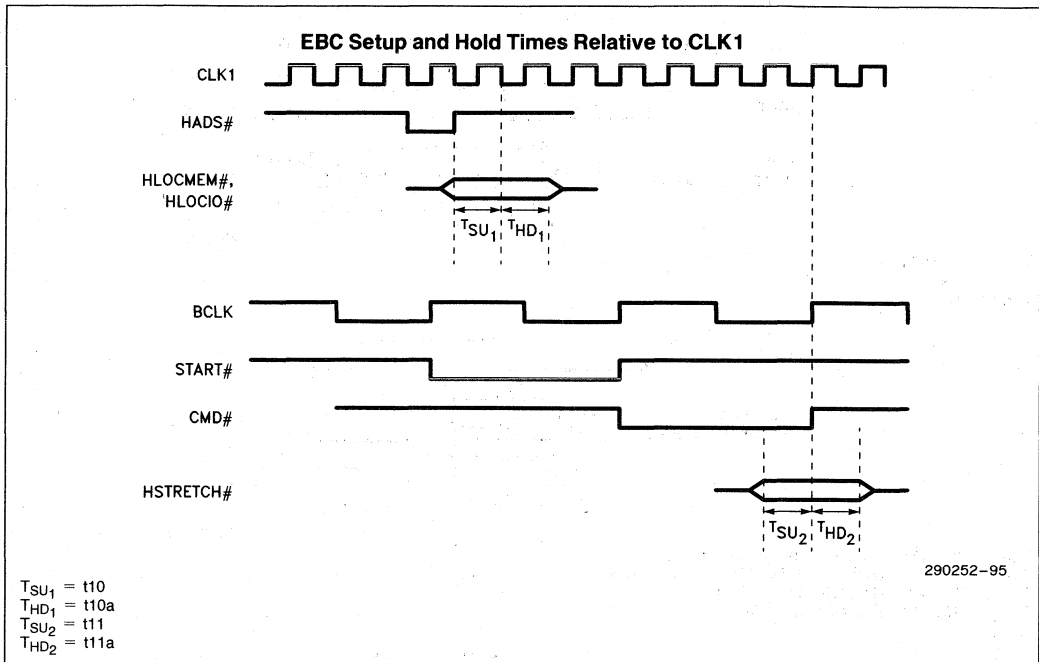 EBC Setup and Hold Times Relative to CLK1
CLK1
HADS#
HLOCMEM#,
HLOCIO#
TSU1
THD1
BCLK
START#
CMD#
HSTRETCH#
TSU2
THD2
290252-95
TSU1 = t10
THD1 = t10a
TSU2 = t11
THD2 = t11a